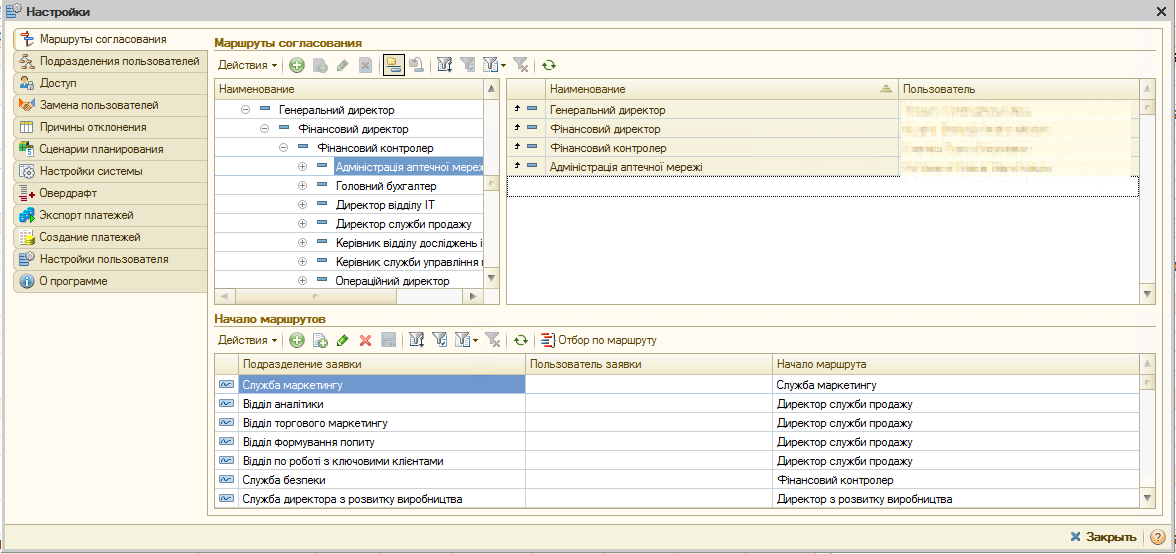 Настройки
Маршруты согласования
Подразделения пользователей
Доступ
Замена пользователей
Причины отклонения
Сценарии планирования
Настройки системы
Овердрафт
Экспорт платежей
Создание платежей
Настройки пользователя
О программе
Маршруты согласования
Действия
Наименование
Генеральний директор
Фінансовий директор
Фінансовий контролер
Адміністрація аптечної мереж
Головний бухгалтер
Директор відділу ІТ
Директор служби продажу
Керівник відділу досліджень і
Керівник служби управління
Операційний директор
Наименование Пользователь
Генеральний директор
Фінансовий директор
Фінансовий контролер
Адміністрація аптечної мережі
Начало маршрутов
Действия Отбор по маршруту
Подразделение заявки Пользователь заявки Начало маршрута
Служба маркетингу Служба маркетингу
Відділ аналітики Директор служби продажу
Відділ торгового маркетингу Директор служби продажу
Відділ формування попиту Директор служби продажу
Відділ по роботі з ключовими клієнтами Директор служби продажу
Служба безпеки Фінансовий контролер
Служба директора з розвитку виробництва Директор з розвитку виробництва
Закрыть